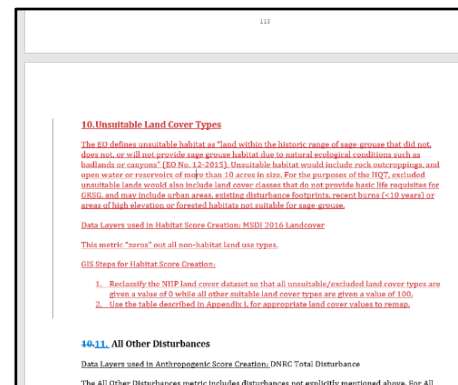 113
10.Unsuitable Land Cover Types
The EO defines unsuitable habitat as "land within the historic range of sage-grouse that did not,
does not, or will not provide sage grouse habitat due to natural ecological conditions such as
badlands or canyons" (EO No. 12-2015). Unsuitable habitat would include rock outcroppings, and
open water or reservoirs of more than 10 acres in size. For the purposes of the HQT, excluded
unsuitable lands would also include land cover classes that do not provide basic life requisites for
GRSG, and may include urban areas, existing disturbance footprints, recent burns (<10 years) or
areas of high elevation or forested habitats not suitable for sage-grouse.
Data Layers used in Habitat Score Creation: MSDI 2016 Landcover
This metric "zeros" out all non-habitat land use types.
GIS Steps for Habitat Score Creation:
1. Reclassify the NHP land cover dataset so that all unsuitable/excluded land cover types are
given a value of 0 while all other suitable land cover types are given a value of 100.
2. Use the table described in Appendix L for appropriate land cover values to remap.
10.11. All Other Disturbances
Data Layers used in Anthropogenic Score Creation: DNRC Total Disturbance
The All Other Disturbances metric includes disturbances not explicitly mentioned above. For All